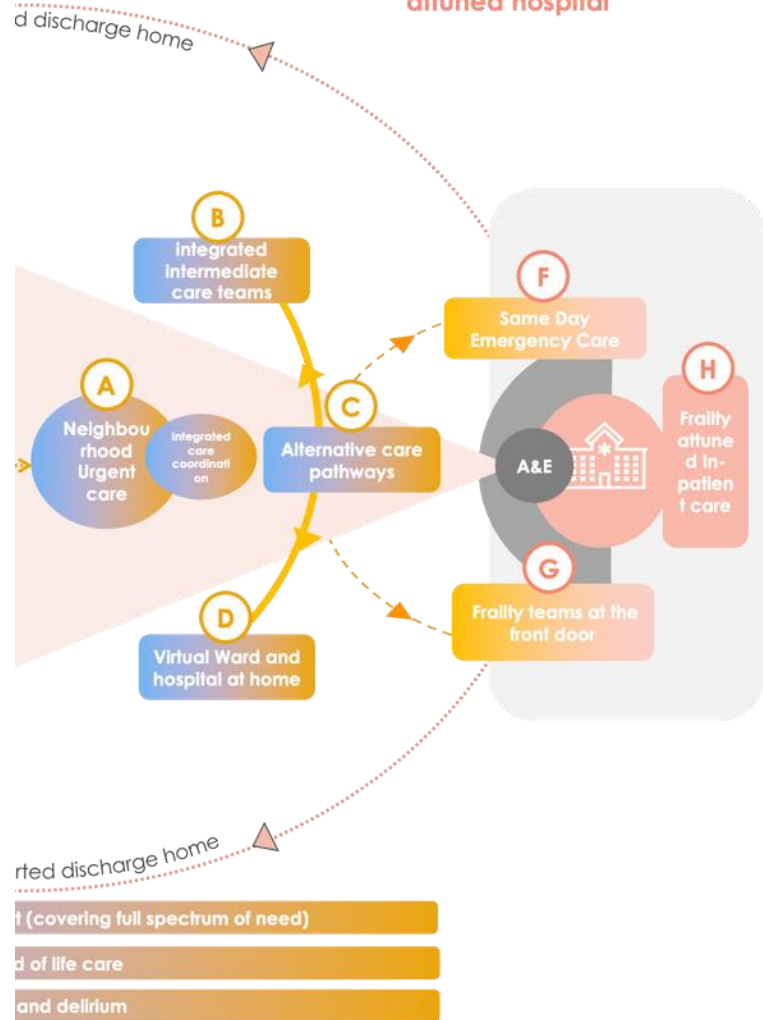 attuned hospital
d discharge home
B
integrated
intermediate
care teams
F
Same Day
Emergency Care
A
Neighbou
rhood
Urgent
care
Integrated
care
coordinati
on
C
Alternative care
pathways
A&E
H
Frailty
attune
d In-
patien
t care
G
Frailty teams at the
front door
D
Virtual Ward and
hospital at home
rted discharge home
t (covering full spectrum of need)
d of life care
and delirium